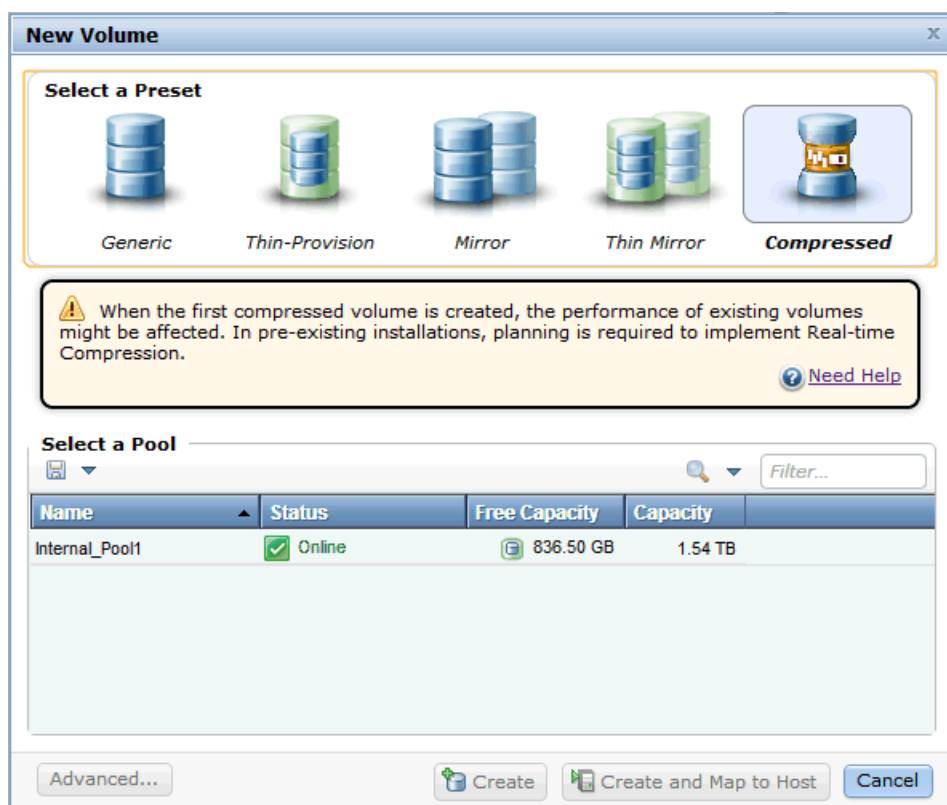 New Volume
x
Select a Preset
Generic
Thin-Provision
Mirror
Thin Mirror
Compressed
When the first compressed volume is created, the performance of existing volumes
might be affected. In pre-existing installations, planning is required to implement Real-time
Compression.
Need Help
Select a Pool
Filter...
Name Status Free Capacity Capacity
Internal_Pool1 Online 836.50 GB 1.54 TB
Advanced... Create Create and Map to Host Cancel